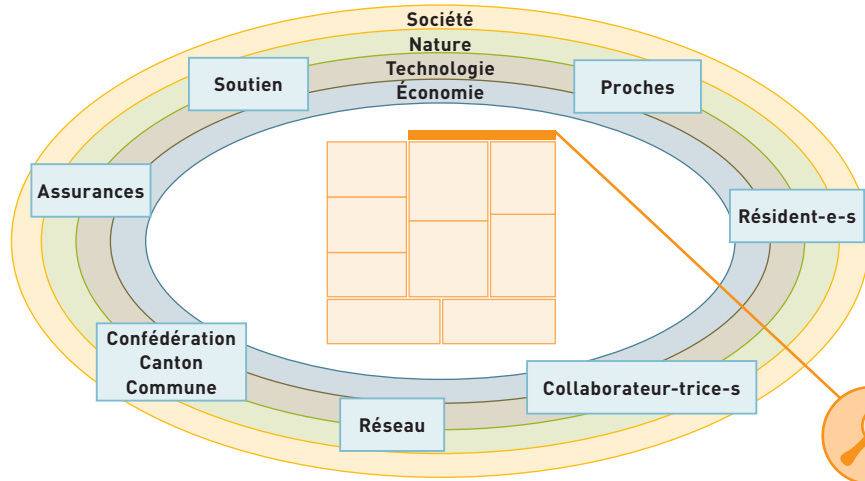 Société
Nature
Technologie
Économie
Soutien
Proches
Assurances
Résident-e-s
Confédération
Canton
Commune
Collaborateur-trice-s
Réseau